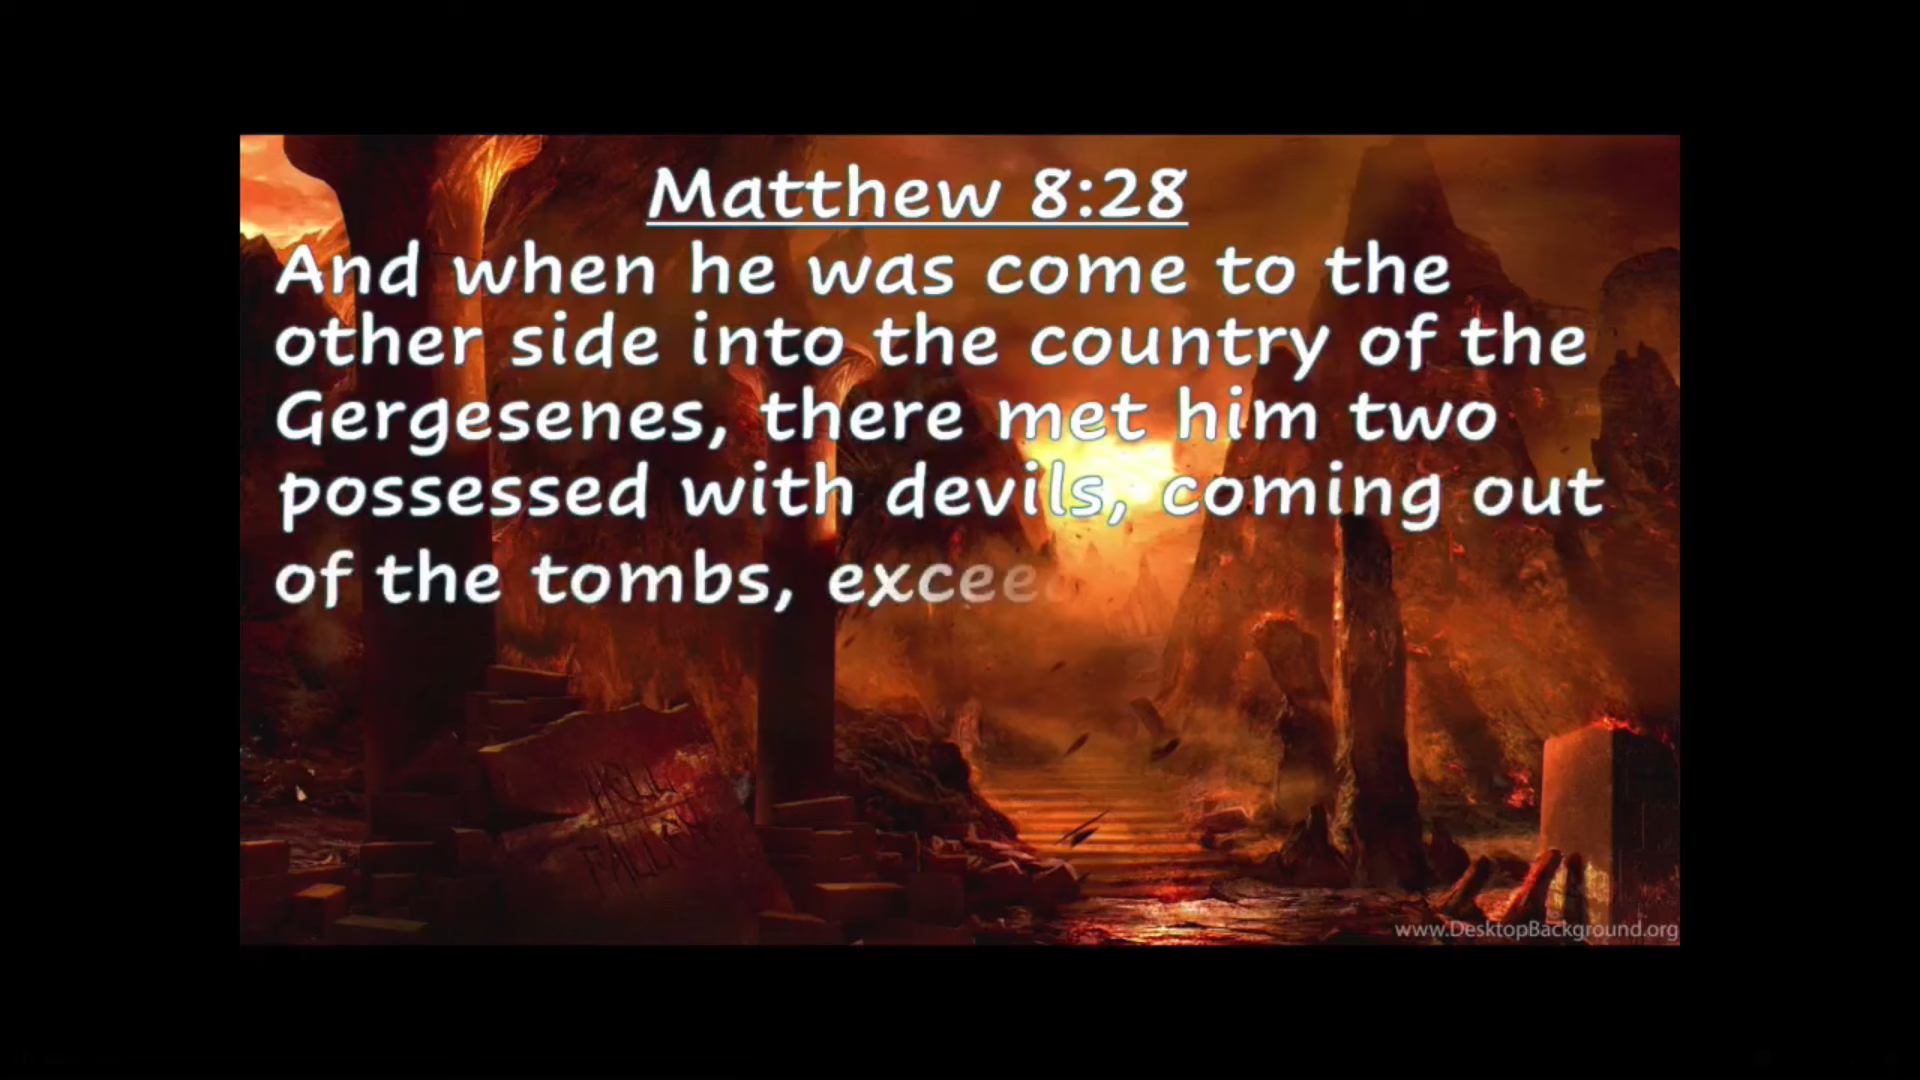 Matthew 8:28
And when he was come to the
other side into the country of the
Gergesenes, there met him two
possessed with devils, coming out
of the tombs, excee
www.DesktopBackground.org